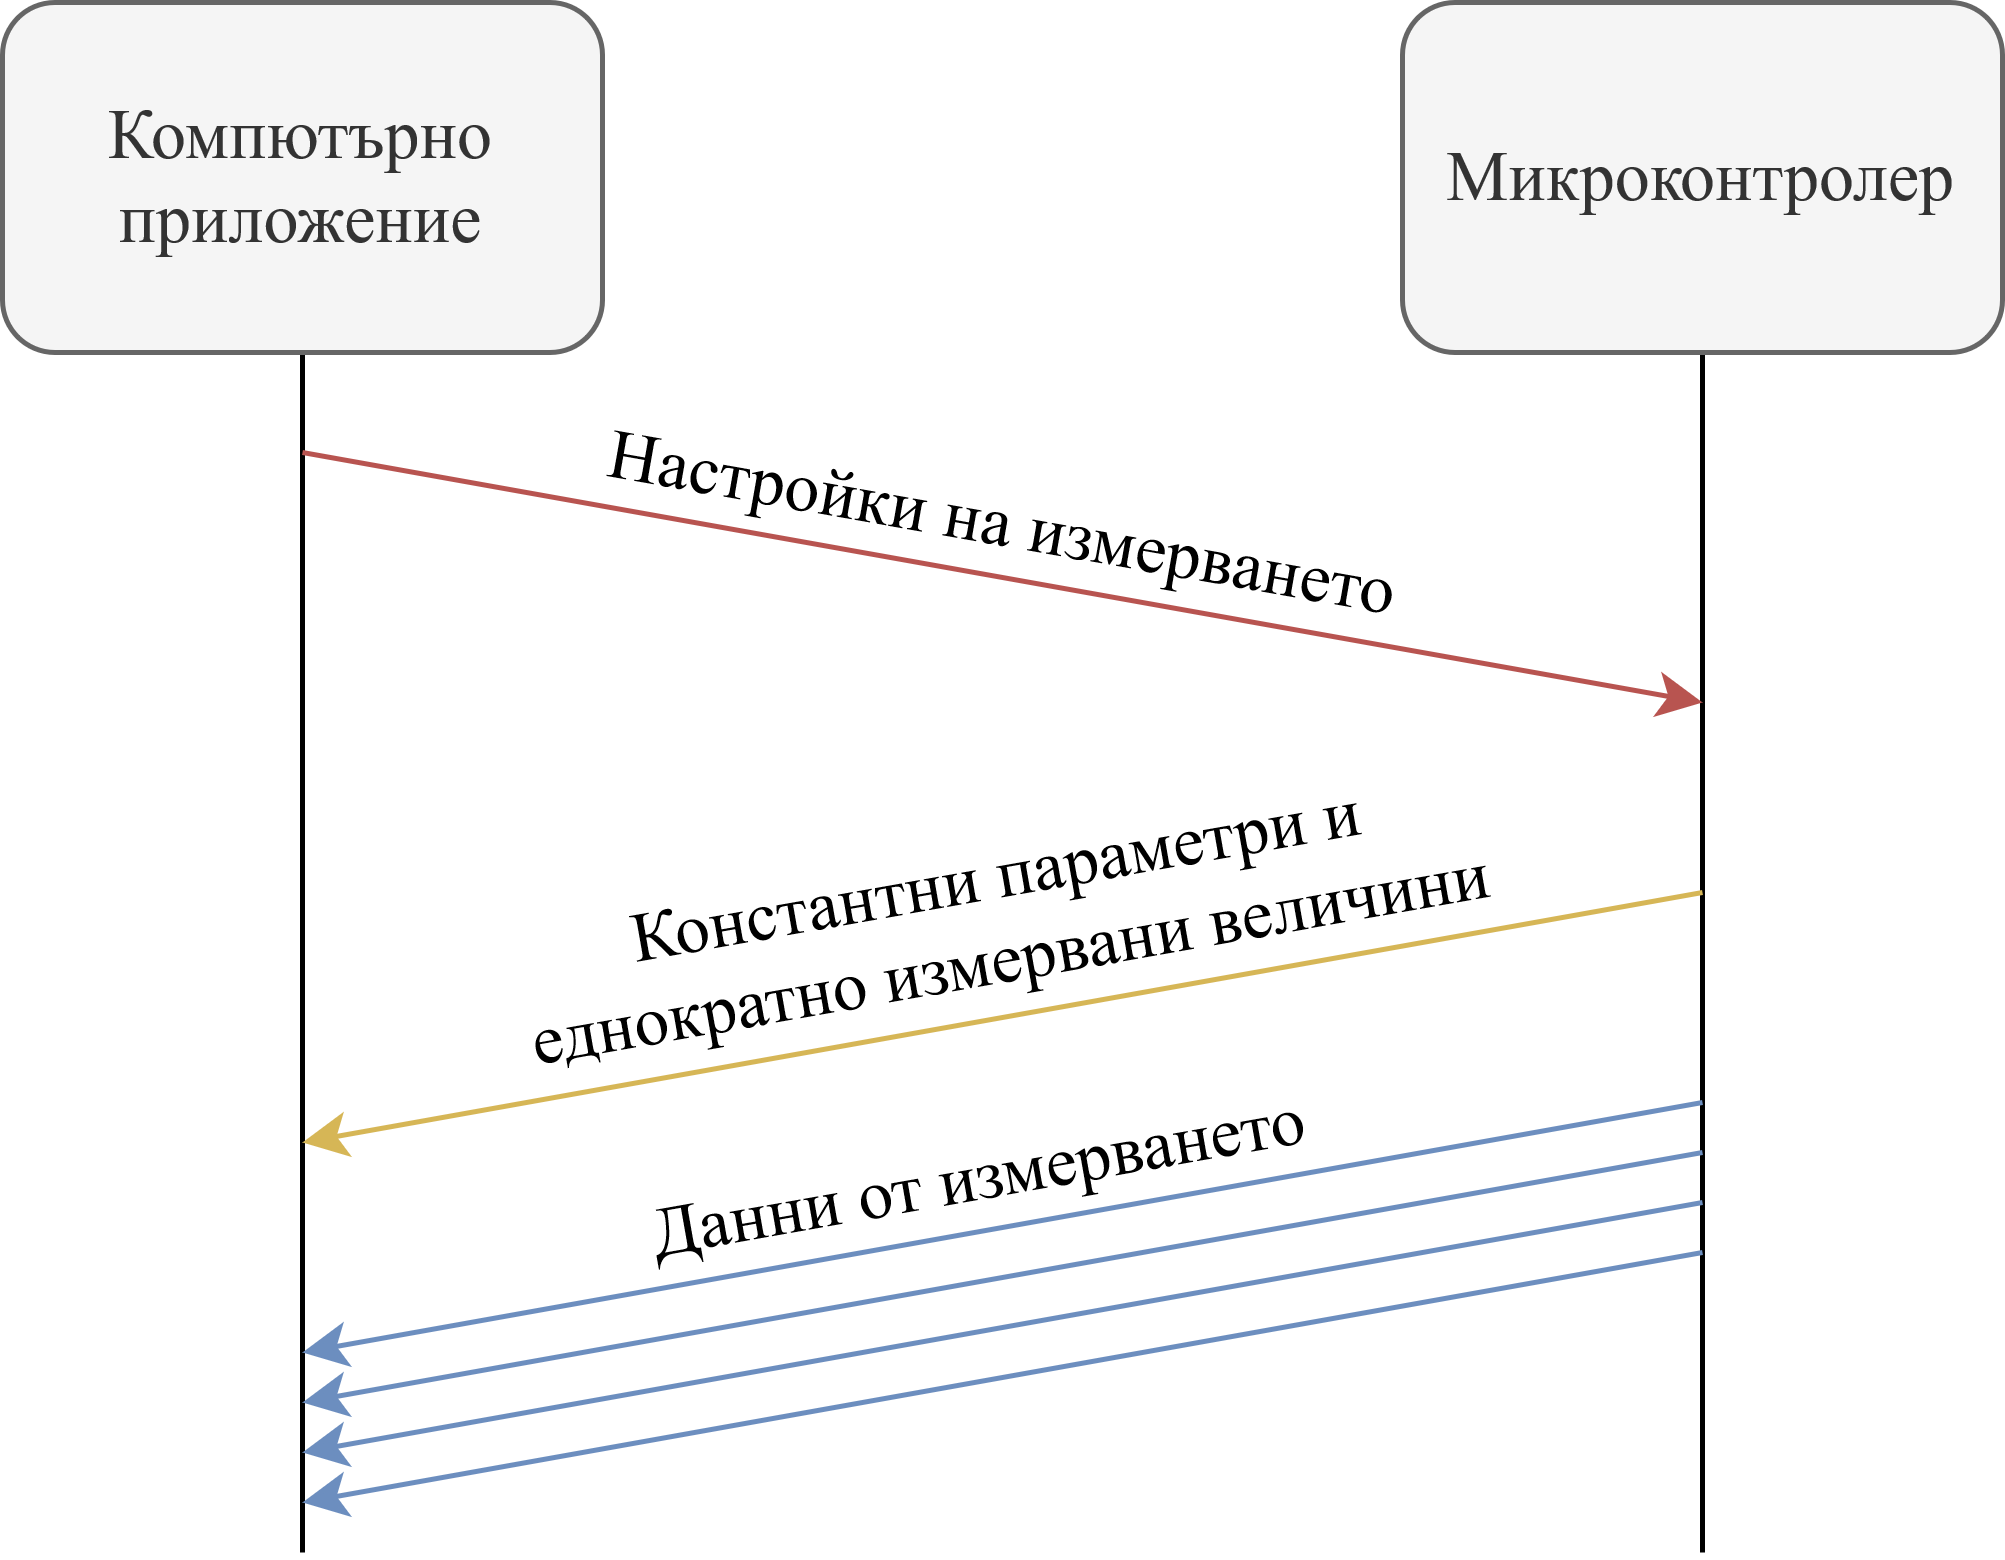 Компютърно
приложение
Микроконтролер
Настройки на измерването
Константни параметри и
еднократно измервани величини
Данни от измерването